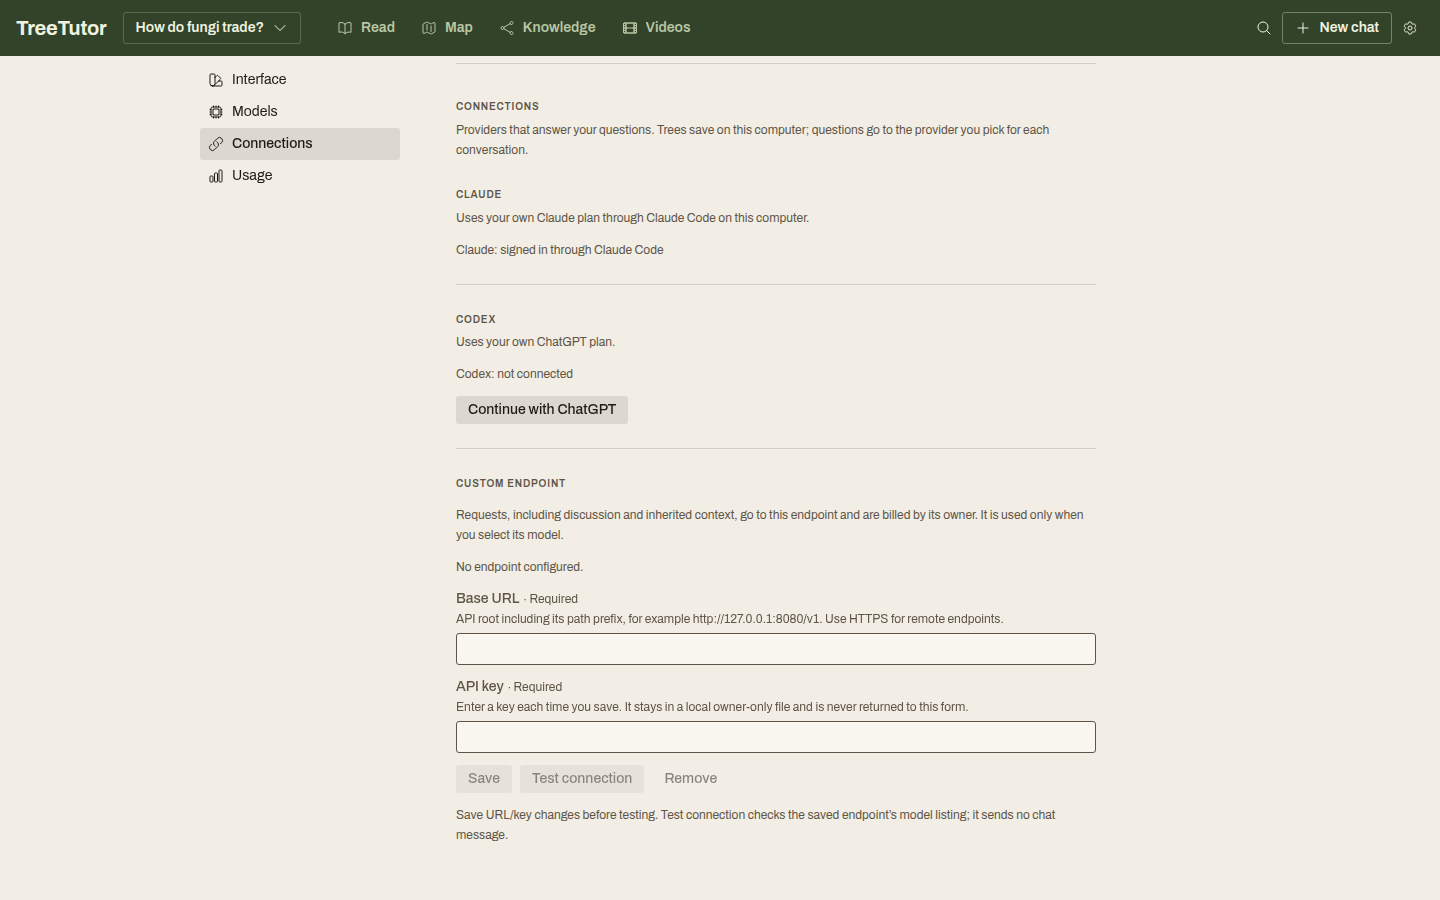 TreeTutor
How do fungi trade?
Read
Map
Knowledge
Videos
New chat
Interface
Models
Connections
Usage
CONNECTIONS
Providers that answer your questions. Trees save on this computer; questions go to the provider you pick for each
conversation.
CLAUDE
Uses your own Claude plan through Claude Code on this computer.
Claude: signed in through Claude Code
CODEX
Uses your own ChatGPT plan.
Codex: not connected
Continue with ChatGPT
CUSTOM ENDPOINT
Requests, including discussion and inherited context, go to this endpoint and are billed by its owner. It is used only when
you select its model.
No endpoint configured.
Base URL · Required
API root including its path prefix, for example http://127.0.0.1:8080/v1. Use HTTPS for remote endpoints.
API key · Required
Enter a key each time you save. It stays in a local owner-only file and is never returned to this form.
Save
Test connection
Remove
Save URL/key changes before testing. Test connection checks the saved endpoint’s model listing; it sends no chat
message.